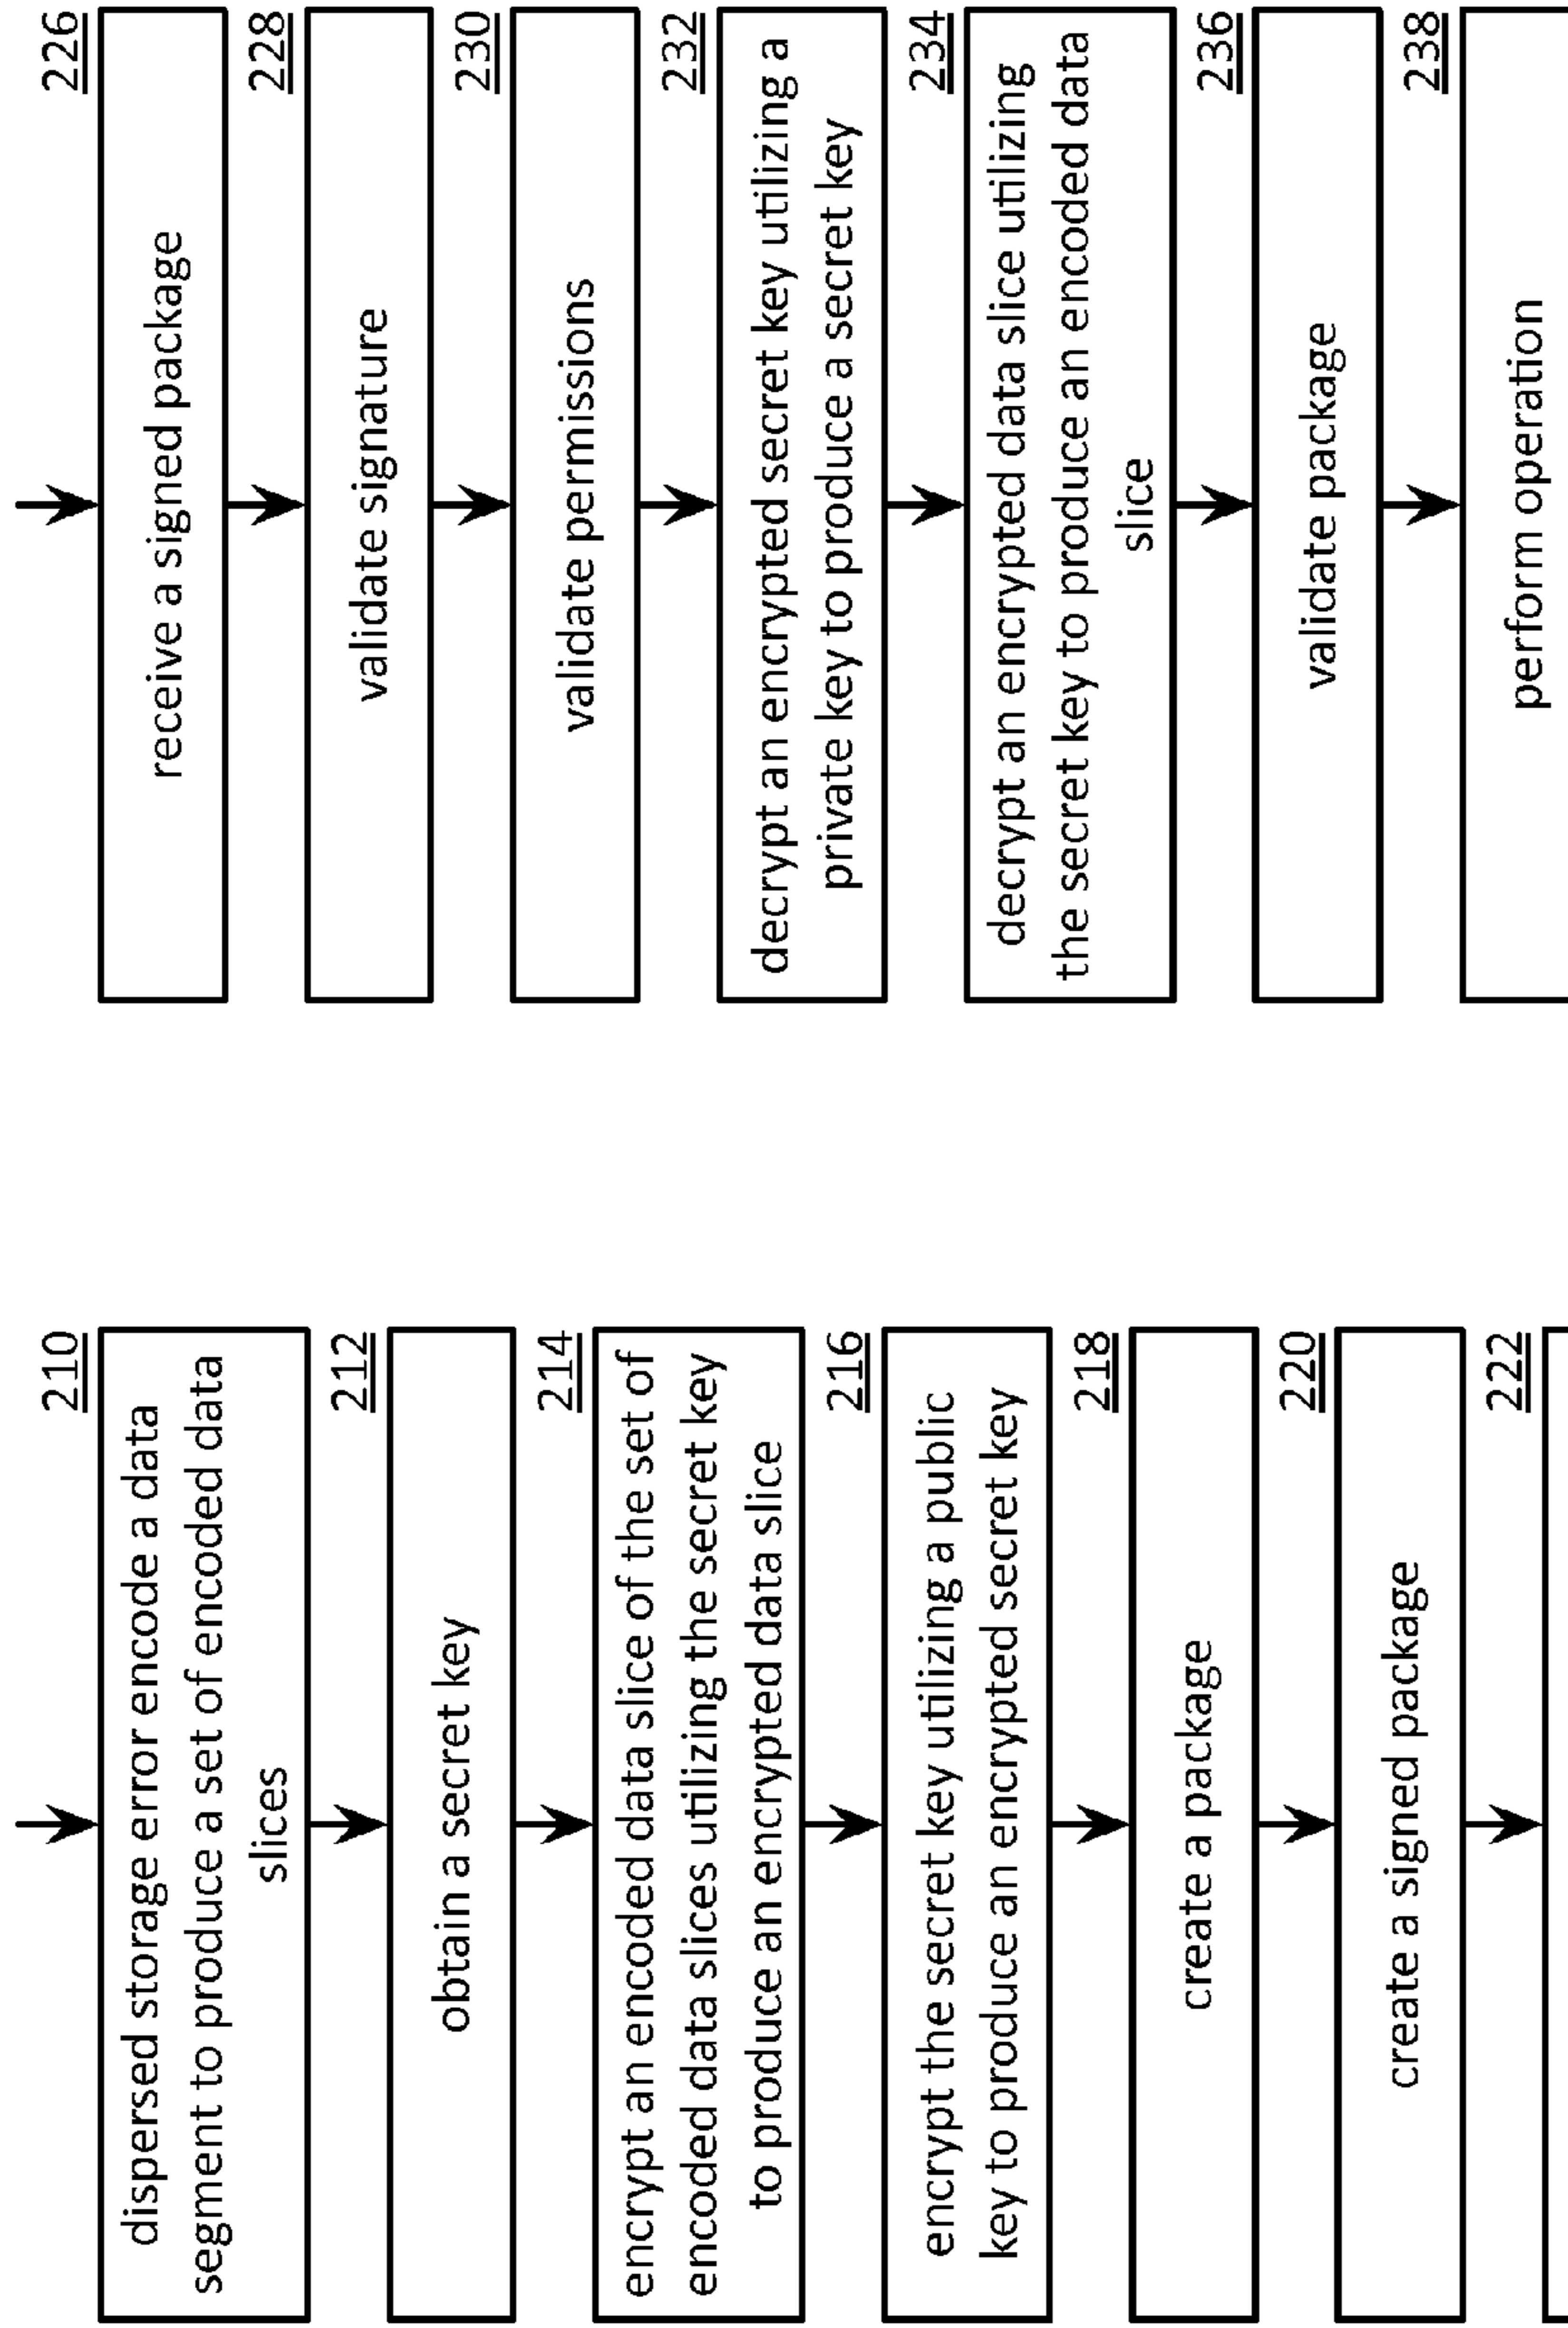 210
dispersed storage error encode a data
segment to produce a set of encoded data
slices
212
obtain a secret key
214
encrypt an encoded data slice of the set of
encoded data slices utilizing the secret key
to produce an encrypted data slice
216
encrypt the secret key utilizing a public
key to produce an encrypted secret key
218
create a package
220
create a signed package
222
226
receive a signed package
228
validate signature
230
validate permissions
232
decrypt an encrypted secret key utilizing a
private key to produce a secret key
234
decrypt an encrypted data slice utilizing
the secret key to produce an encoded data
slice
236
validate package
238
perform operation